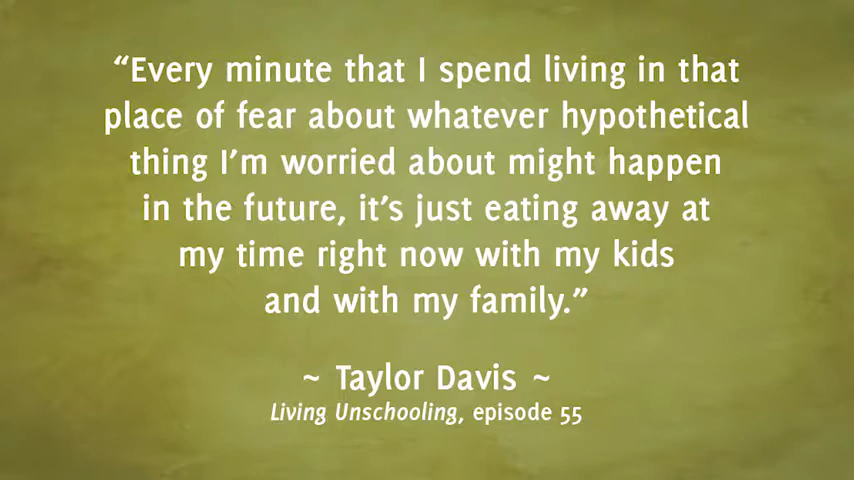 “Every minute that I spend living in that
place of fear about whatever hypothetical
thing I’m worried about might happen
in the future, it’s just eating away at
my time right now with my kids
and with my family.”
~ Taylor Davis ~
Living Unschooling, episode 55